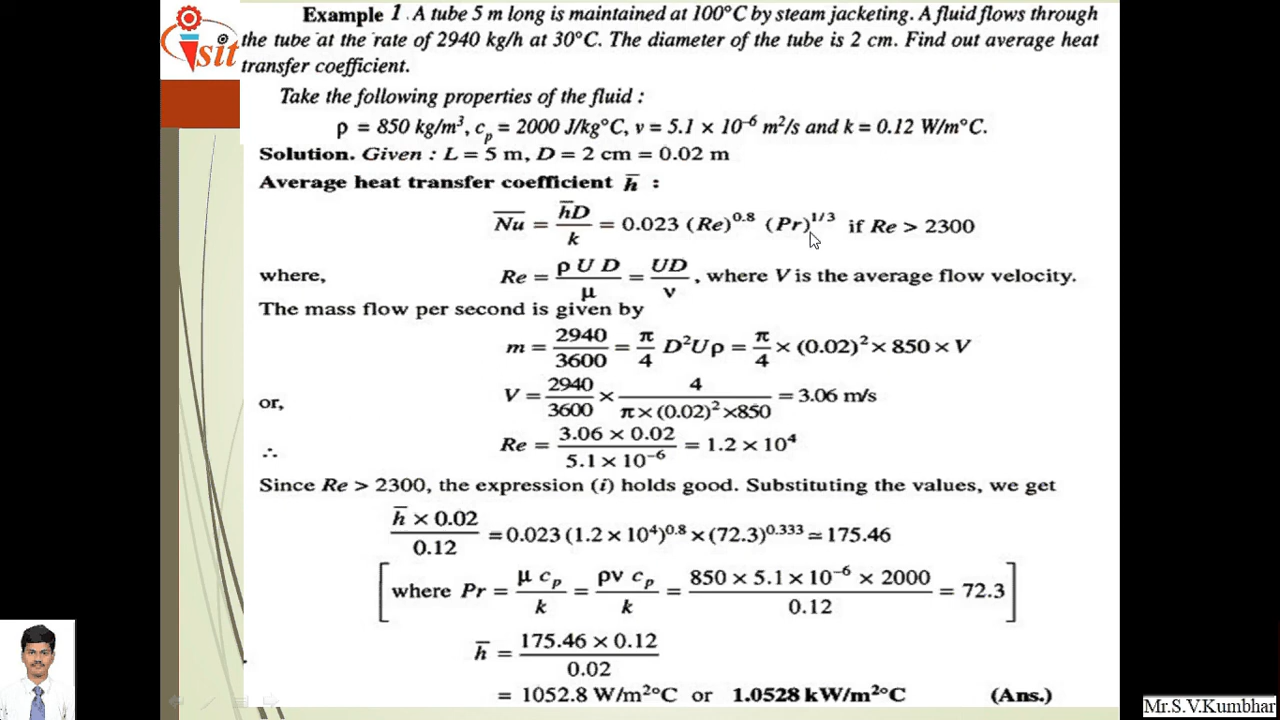 isit
Example 1. A tube 5 m long is maintained at 100°C by steam jacketing. A fluid flows through
the tube at the rate of 2940 kg/h at 30°C. The diameter of the tube is 2 cm. Find out average heat
transfer coefficient.
Take the following properties of the fluid :
ρ = 850 kg/m³, c_p = 2000 J/kg°C, ν = 5.1 × 10⁻⁶ m²/s and k = 0.12 W/m°C.
Solution. Given : L = 5 m, D = 2 cm = 0.02 m
Average heat transfer coefficient h̅ :
N̅u̅ = h̅D/k = 0.023 (Re)^0.8 (Pr)^1/3 if Re > 2300
where, Re = ρ U D/μ = UD/ν, where V is the average flow velocity.
The mass flow per second is given by
m = 2940/3600 = π/4 D²Uρ = π/4 × (0.02)² × 850 × V
or, V = 2940/3600 × 4/(π × (0.02)² × 850) = 3.06 m/s
∴ Re = (3.06 × 0.02)/(5.1 × 10⁻⁶) = 1.2 × 10⁴
Since Re > 2300, the expression (i) holds good. Substituting the values, we get
(h̅ × 0.02)/0.12 = 0.023 (1.2 × 10⁴)^0.8 × (72.3)^0.333 ≃ 175.46
[where Pr = μ c_p/k = ρν c_p/k = (850 × 5.1 × 10⁻⁶ × 2000)/0.12 = 72.3]
h̅ = (175.46 × 0.12)/0.02
= 1052.8 W/m²°C or 1.0528 kW/m²°C (Ans.)
Mr.S.V.Kumbhar